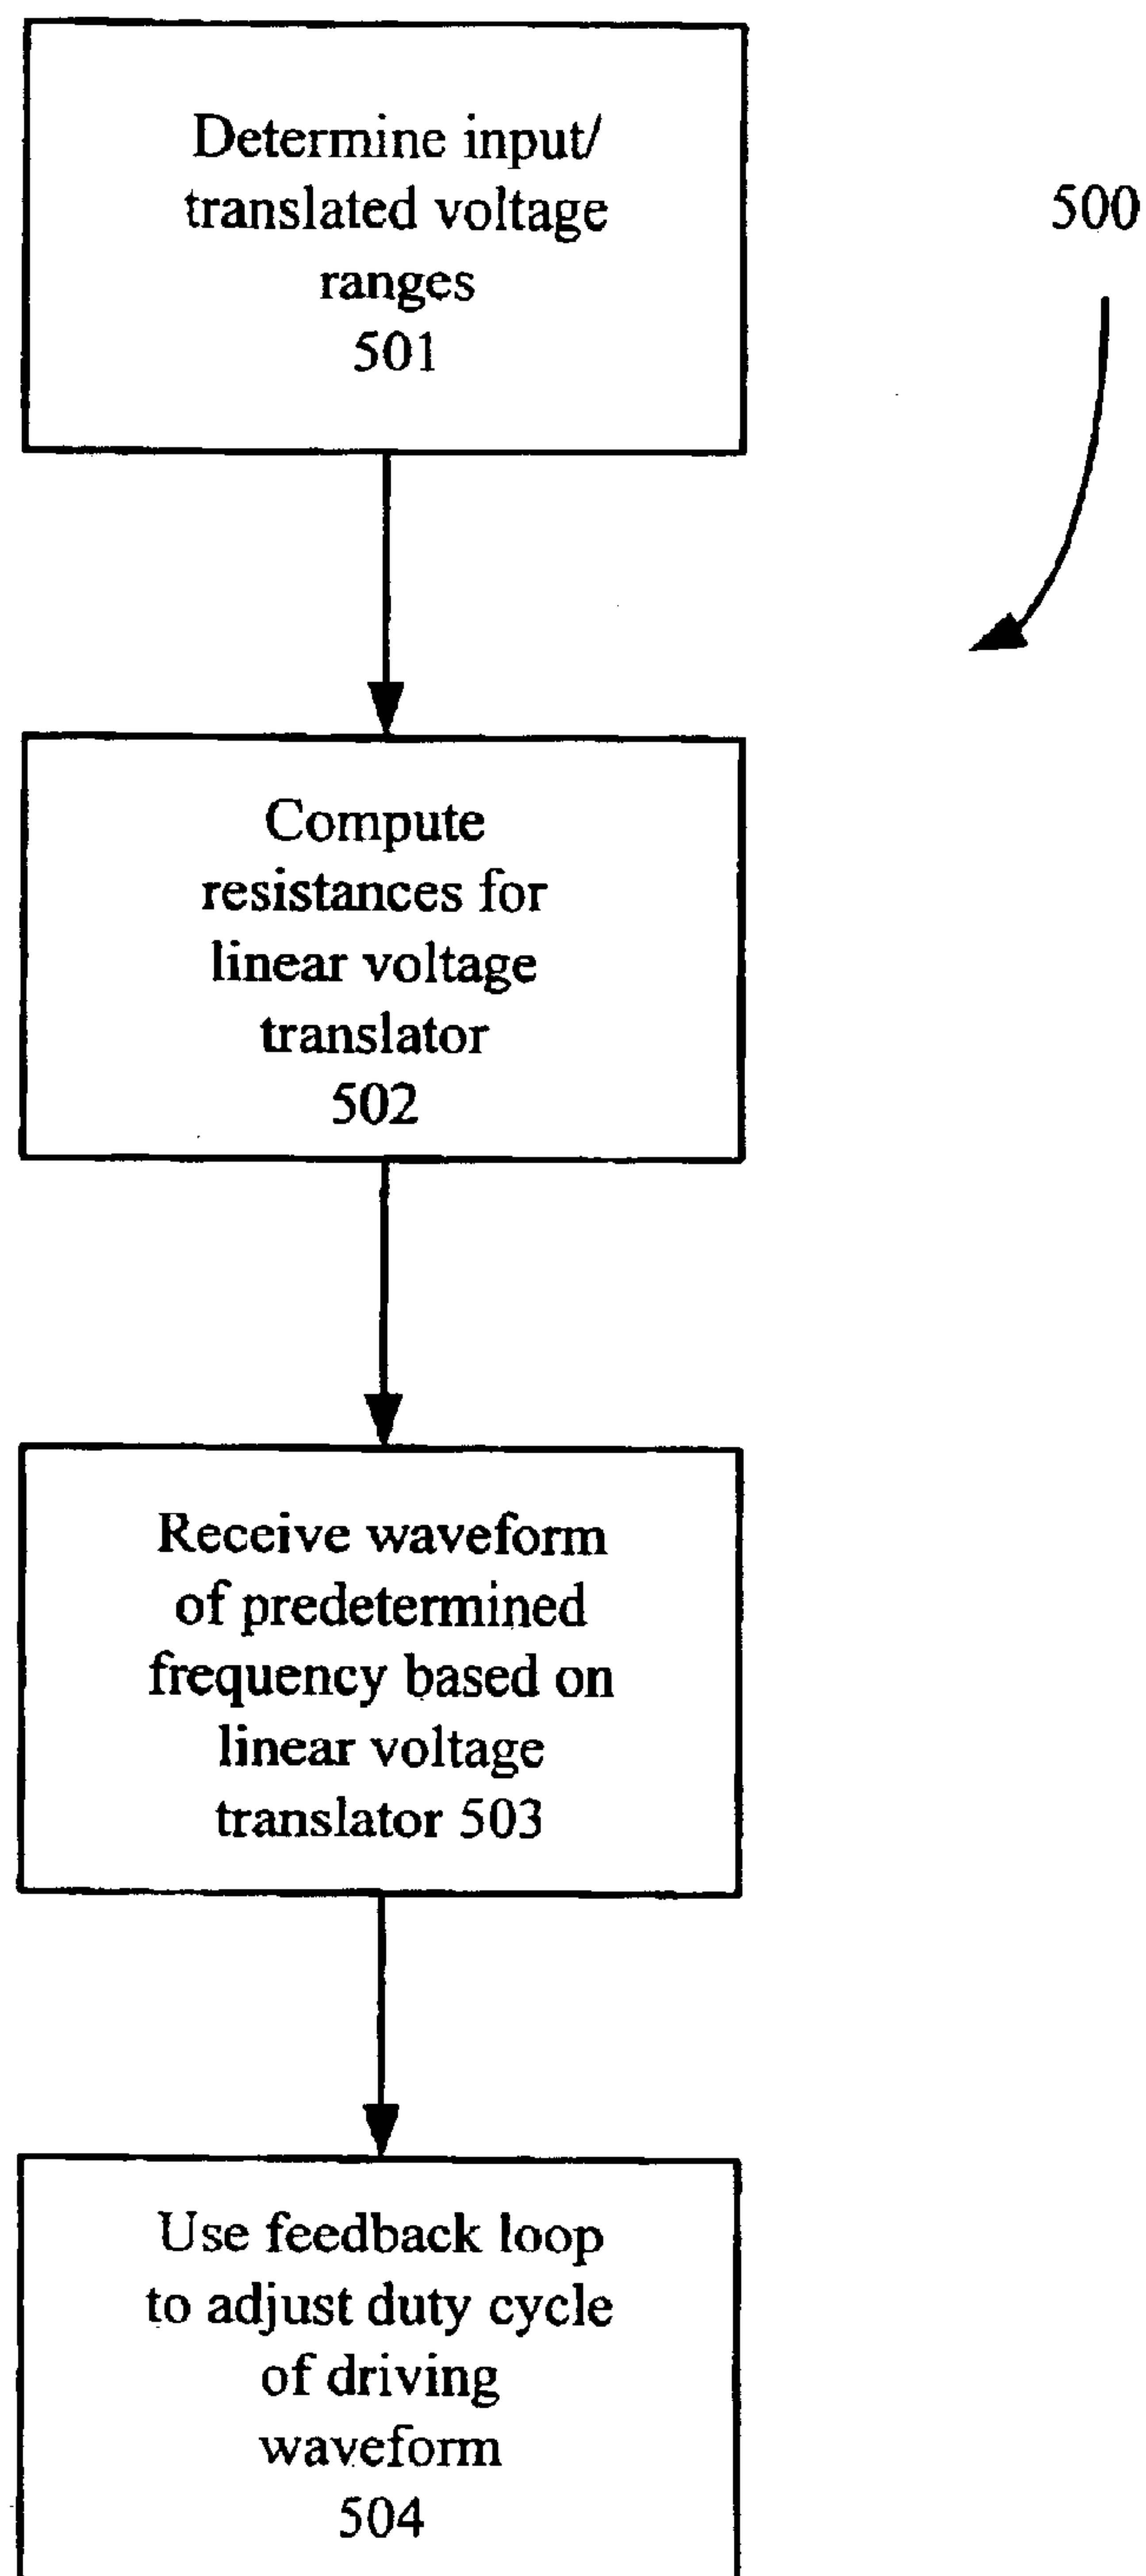 Determine input/
translated voltage
ranges
501
500
Compute
resistances for
linear voltage
translator
502
Receive waveform
of predetermined
frequency based on
linear voltage
translator 503
Use feedback loop
to adjust duty cycle
of driving
waveform
504